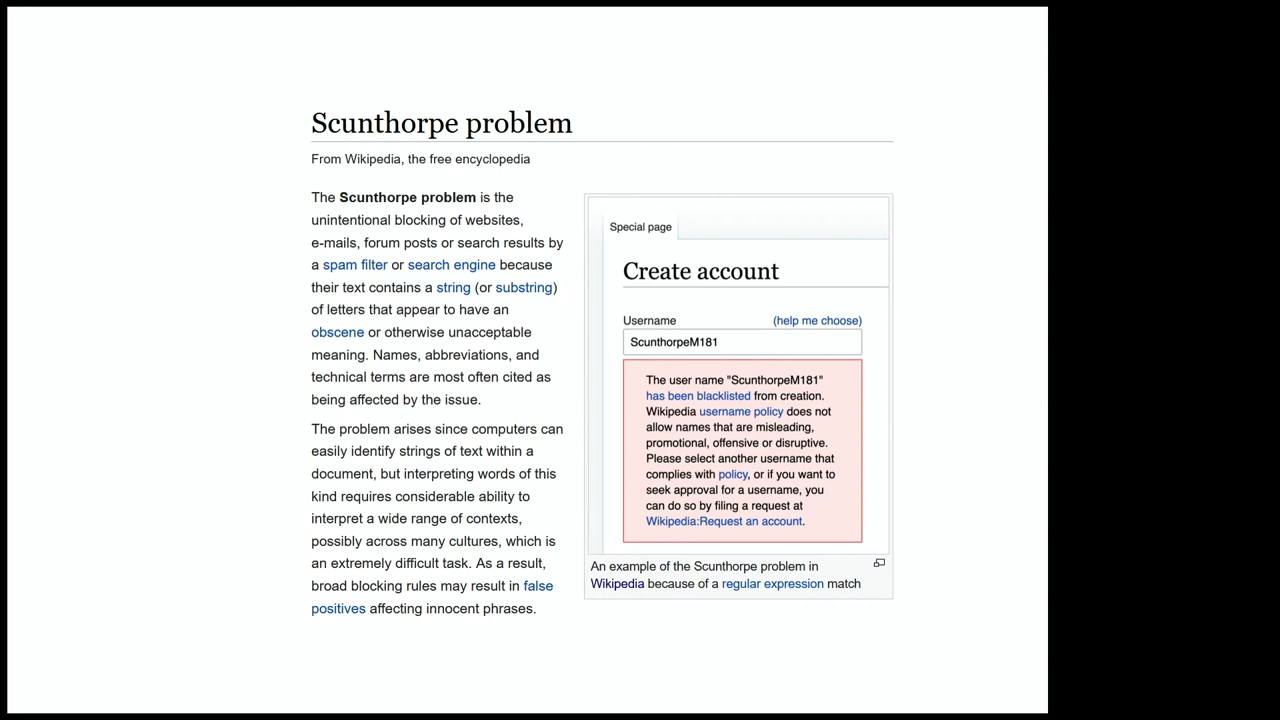 Scunthorpe problem
From Wikipedia, the free encyclopedia
The Scunthorpe problem is the
unintentional blocking of websites,
e-mails, forum posts or search results by
a spam filter or search engine because
their text contains a string (or substring)
of letters that appear to have an
obscene or otherwise unacceptable
meaning. Names, abbreviations, and
technical terms are most often cited as
being affected by the issue.
The problem arises since computers can
easily identify strings of text within a
document, but interpreting words of this
kind requires considerable ability to
interpret a wide range of contexts,
possibly across many cultures, which is
an extremely difficult task. As a result,
broad blocking rules may result in false
positives affecting innocent phrases.
Special page
Create account
Username (help me choose)
ScunthorpeM181
The user name "ScunthorpeM181"
has been blacklisted from creation.
Wikipedia username policy does not
allow names that are misleading,
promotional, offensive or disruptive.
Please select another username that
complies with policy, or if you want to
seek approval for a username, you
can do so by filing a request at
Wikipedia:Request an account.
An example of the Scunthorpe problem in
Wikipedia because of a regular expression match